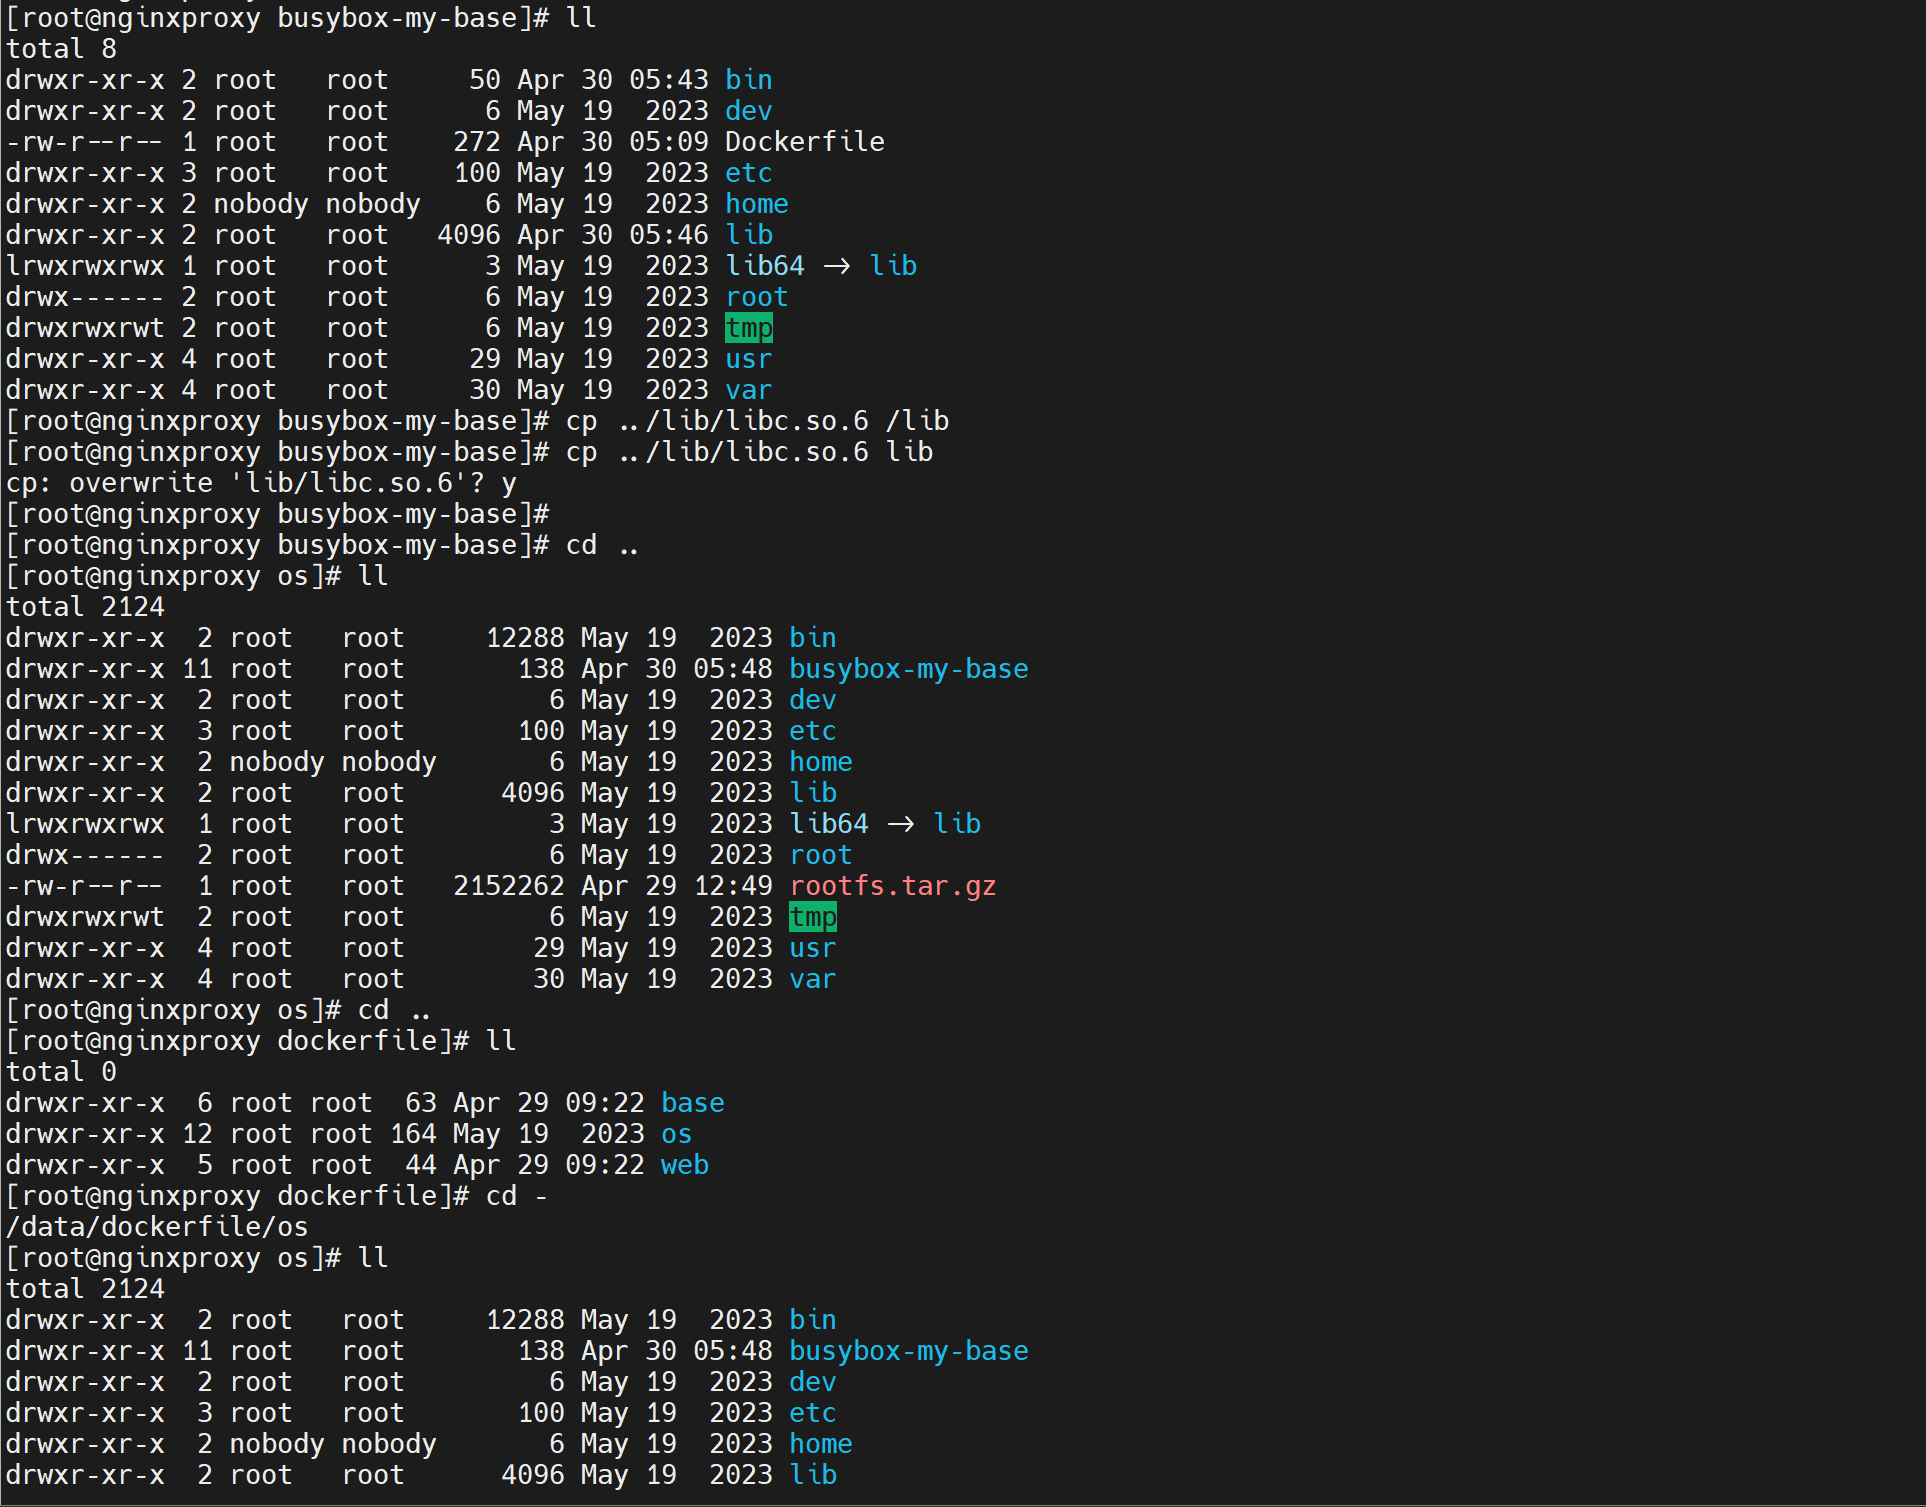 [root@nginxproxy busybox-my-base]# ll
total 8
drwxr-xr-x 2 root   root     50 Apr 30 05:43 bin
drwxr-xr-x 2 root   root      6 May 19  2023 dev
-rw-r--r-- 1 root   root    272 Apr 30 05:09 Dockerfile
drwxr-xr-x 3 root   root    100 May 19  2023 etc
drwxr-xr-x 2 nobody nobody    6 May 19  2023 home
drwxr-xr-x 2 root   root   4096 Apr 30 05:46 lib
lrwxrwxrwx 1 root   root      3 May 19  2023 lib64 -> lib
drwx------ 2 root   root      6 May 19  2023 root
drwxrwxrwt 2 root   root      6 May 19  2023 tmp
drwxr-xr-x 4 root   root     29 May 19  2023 usr
drwxr-xr-x 4 root   root     30 May 19  2023 var
[root@nginxproxy busybox-my-base]# cp ../lib/libc.so.6 /lib
[root@nginxproxy busybox-my-base]# cp ../lib/libc.so.6 lib
cp: overwrite 'lib/libc.so.6'? y
[root@nginxproxy busybox-my-base]#
[root@nginxproxy busybox-my-base]# cd ..
[root@nginxproxy os]# ll
total 2124
drwxr-xr-x  2 root   root     12288 May 19  2023 bin
drwxr-xr-x 11 root   root       138 Apr 30 05:48 busybox-my-base
drwxr-xr-x  2 root   root         6 May 19  2023 dev
drwxr-xr-x  3 root   root       100 May 19  2023 etc
drwxr-xr-x  2 nobody nobody       6 May 19  2023 home
drwxr-xr-x  2 root   root      4096 May 19  2023 lib
lrwxrwxrwx  1 root   root         3 May 19  2023 lib64 -> lib
drwx------  2 root   root         6 May 19  2023 root
-rw-r--r--  1 root   root   2152262 Apr 29 12:49 rootfs.tar.gz
drwxrwxrwt  2 root   root         6 May 19  2023 tmp
drwxr-xr-x  4 root   root        29 May 19  2023 usr
drwxr-xr-x  4 root   root        30 May 19  2023 var
[root@nginxproxy os]# cd ..
[root@nginxproxy dockerfile]# ll
total 0
drwxr-xr-x  6 root root  63 Apr 29 09:22 base
drwxr-xr-x 12 root root 164 May 19  2023 os
drwxr-xr-x  5 root root  44 Apr 29 09:22 web
[root@nginxproxy dockerfile]# cd -
/data/dockerfile/os
[root@nginxproxy os]# ll
total 2124
drwxr-xr-x  2 root   root     12288 May 19  2023 bin
drwxr-xr-x 11 root   root       138 Apr 30 05:48 busybox-my-base
drwxr-xr-x  2 root   root         6 May 19  2023 dev
drwxr-xr-x  3 root   root       100 May 19  2023 etc
drwxr-xr-x  2 nobody nobody       6 May 19  2023 home
drwxr-xr-x  2 root   root      4096 May 19  2023 lib